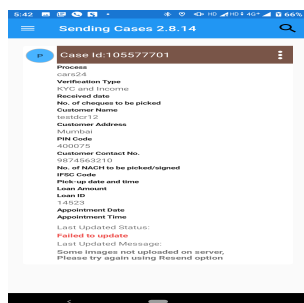 5:42 HD HD 4G+ 66%
Sending Cases 2.8.14
P Case Id:105577701
Process
cars24
Verification Type
KYC and Income
Received date
No. of cheques to be picked
Customer Name
testdcr12
Customer Address
Mumbai
PIN Code
400075
Customer Contact No.
9874563210
No. of NACH to be picked/signed
IFSC Code
Pick-up date and time
Loan Amount
Loan ID
14523
Appointment Date
Appointment Time
Last Updated Status:
Failed to update
Last Updated Message:
Some images not uploaded on server,
Please try again using Resend option